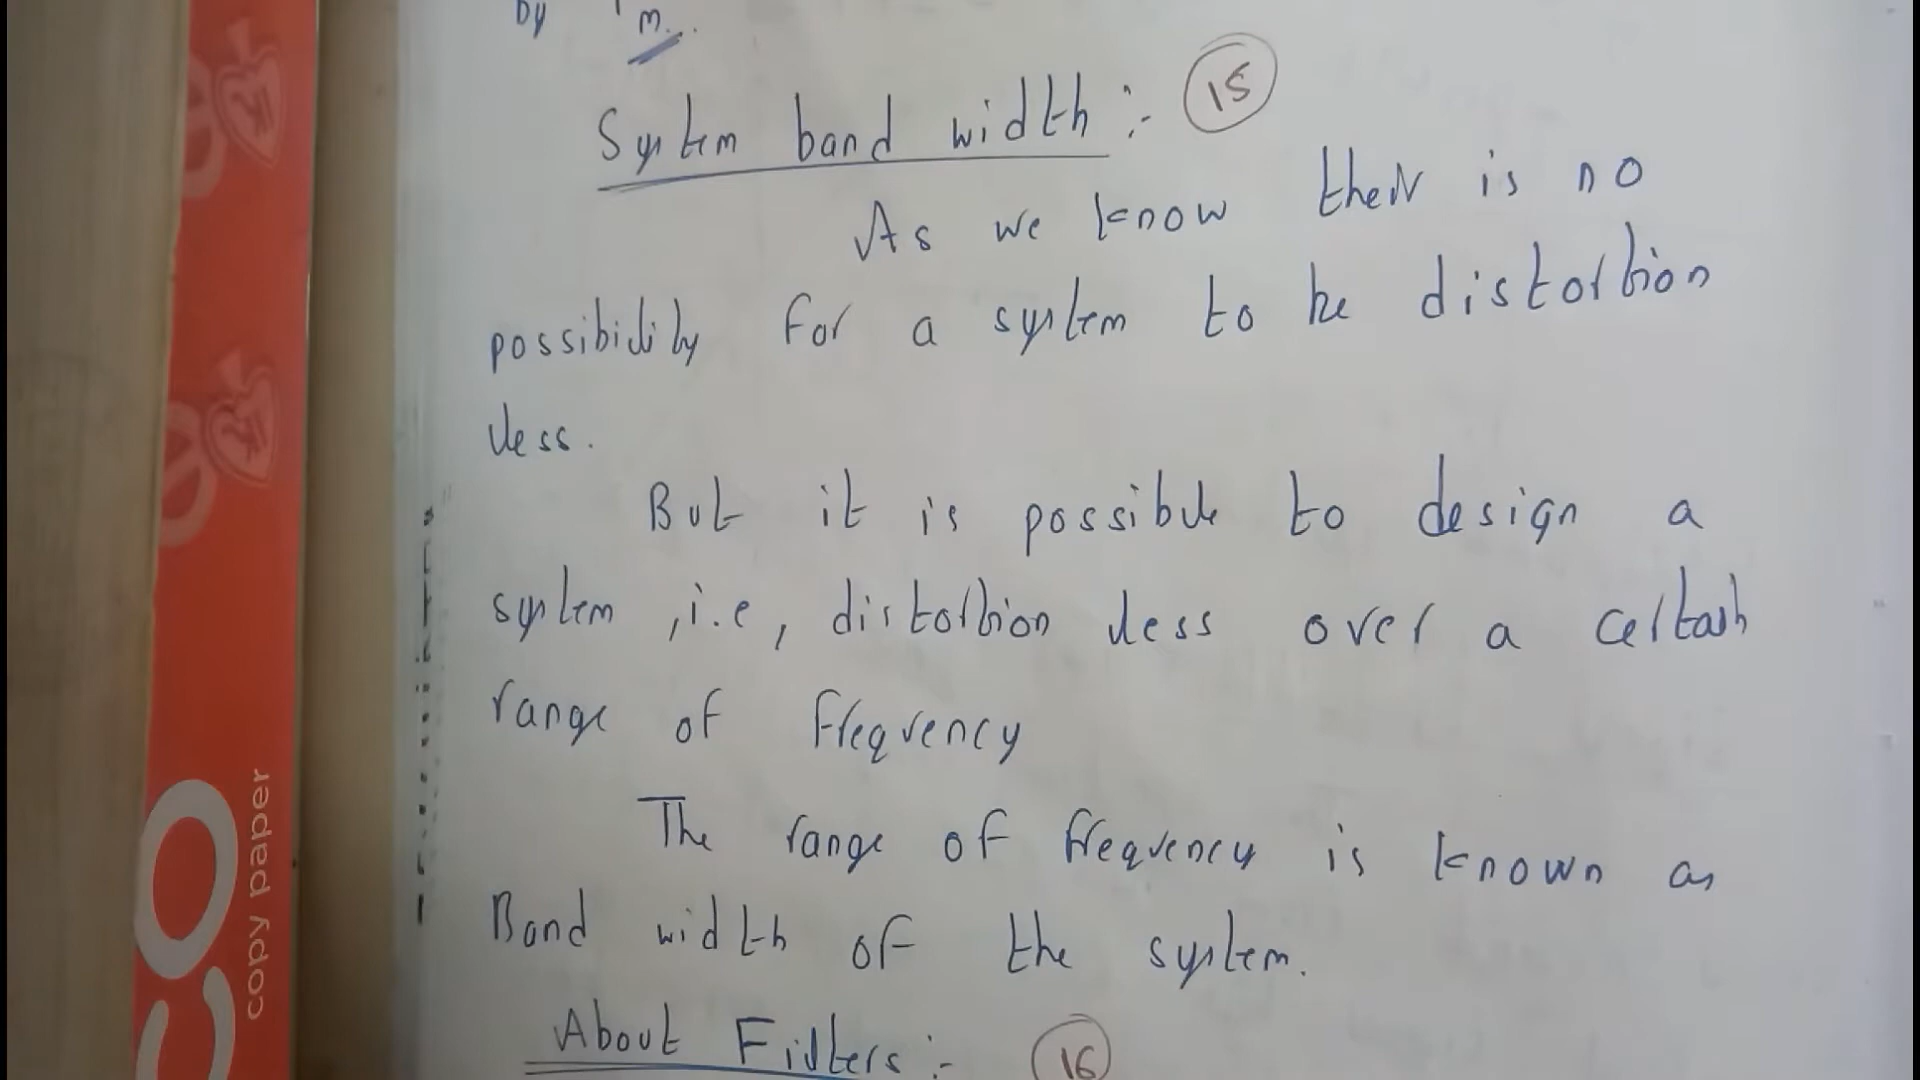 by m.
System band width :- 15
As we know there is no
possibility for a system to be distortion
less.
But it is possible to design a
system , i.e , distortion less over a certain
range of frequency
The range of frequency is known as
Band width of the system.
About Filters :- 16
copy paper
CO